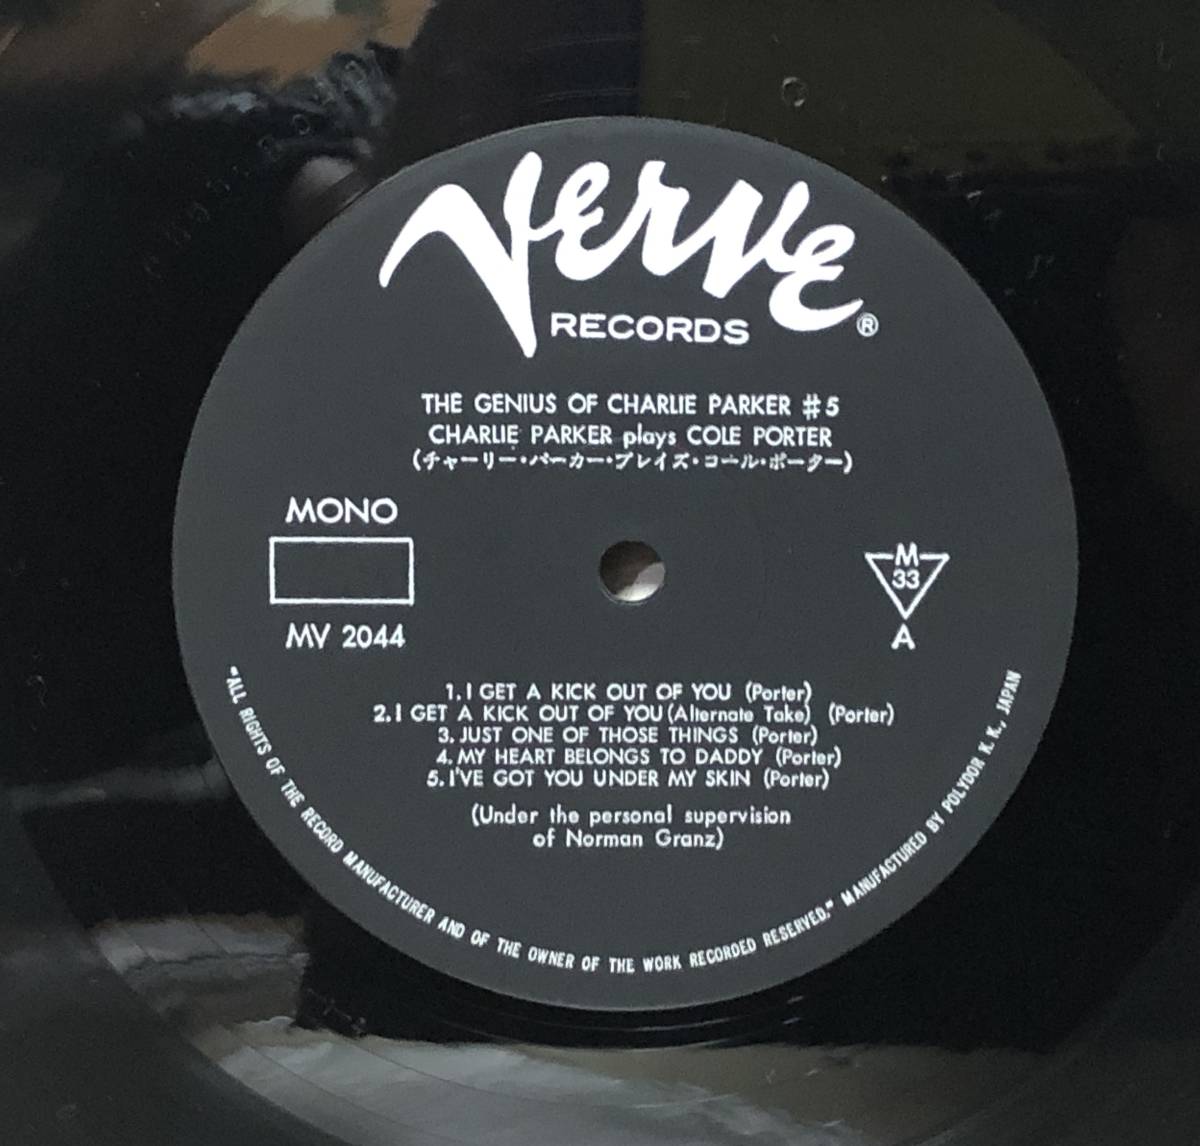 Verve
RECORDS ®
THE GENIUS OF CHARLIE PARKER #5
CHARLIE PARKER plays COLE PORTER
(チャーリー・パーカー・プレイズ・コール・ポーター)
MONO
MV 2044
M
33
A
1. I GET A KICK OUT OF YOU (Porter)
2. I GET A KICK OUT OF YOU (Alternate Take) (Porter)
3. JUST ONE OF THOSE THINGS (Porter)
4. MY HEART BELONGS TO DADDY (Porter)
5. I'VE GOT YOU UNDER MY SKIN (Porter)
(Under the personal supervision
of Norman Granz)
"ALL RIGHTS OF THE RECORD MANUFACTURER AND OF THE OWNER OF THE WORK RECORDED RESERVED." MANUFACTURED BY POLYDOR K. K., JAPAN